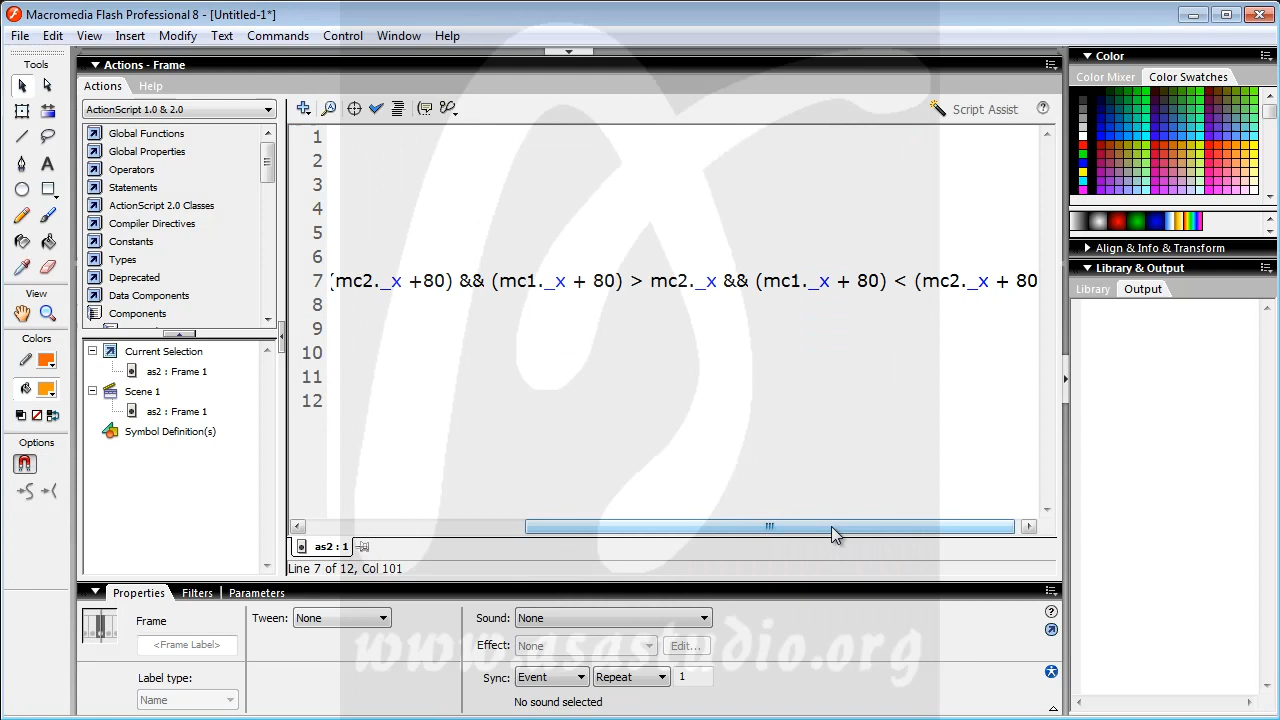 Macromedia Flash Professional 8 - [Untitled-1*]
File Edit View Insert Modify Text Commands Control Window Help
Tools
View
Colors
Options
Actions - Frame
Actions Help
ActionScript 1.0 & 2.0
Global Functions
Global Properties
Operators
Statements
ActionScript 2.0 Classes
Compiler Directives
Constants
Types
Deprecated
Data Components
Components
Current Selection
as2 : Frame 1
Scene 1
as2 : Frame 1
Symbol Definition(s)
Script Assist
1
2
3
4
5
6
7 (mc2._x +80) && (mc1._x + 80) > mc2._x && (mc1._x + 80) < (mc2._x + 80
8
9
10
11
12
as2 : 1
Line 7 of 12, Col 101
Properties Filters Parameters
Frame
<Frame Label>
Label type:
Name
Tween: None
Sound: None
Effect: None Edit...
Sync: Event Repeat 1
No sound selected
Color
Color Mixer Color Swatches
Align & Info & Transform
Library & Output
Library Output
www.asastudio.org